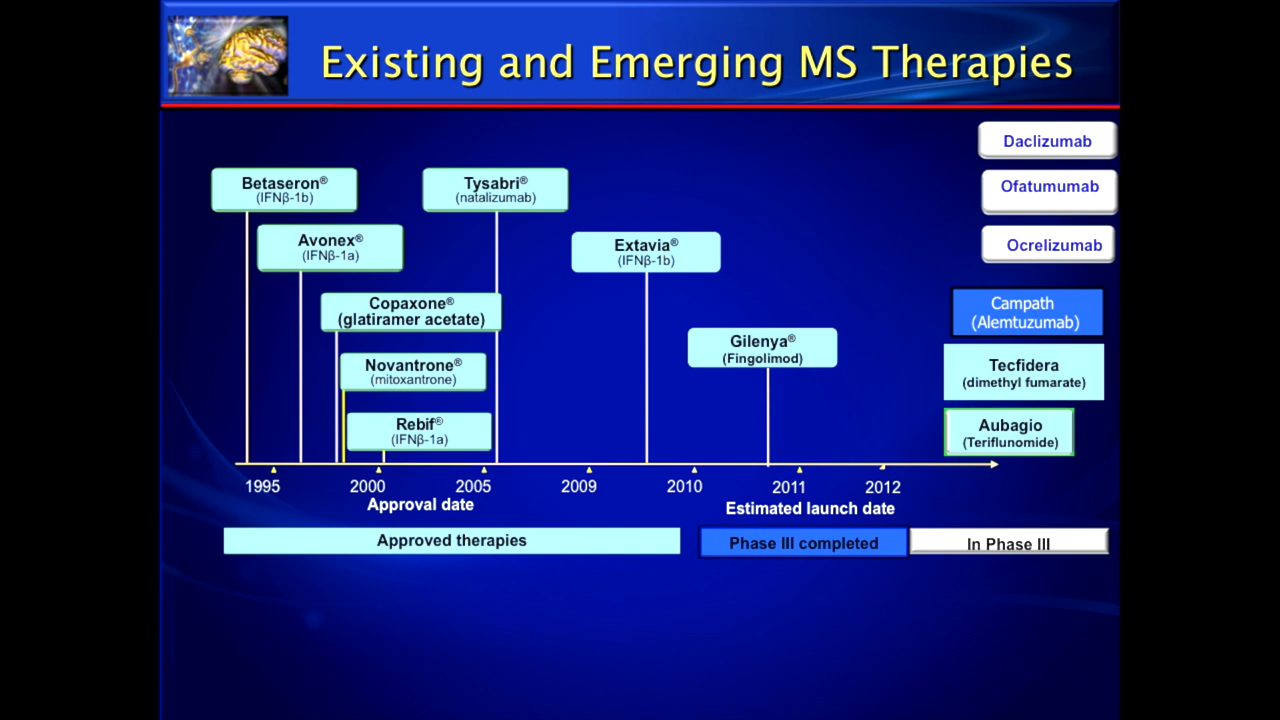 Existing and Emerging MS Therapies
Daclizumab
Ofatumumab
Ocrelizumab
Betaseron®
(IFNβ-1b)
Tysabri®
(natalizumab)
Avonex®
(IFNβ-1a)
Extavia®
(IFNβ-1b)
Copaxone®
(glatiramer acetate)
Campath
(Alemtuzumab)
Gilenya®
(Fingolimod)
Novantrone®
(mitoxantrone)
Tecfidera
(dimethyl fumarate)
Rebif®
(IFNβ-1a)
Aubagio
(Teriflunomide)
1995 2000 2005 2009 2010 2011 2012
Approval date Estimated launch date
Approved therapies Phase III completed In Phase III